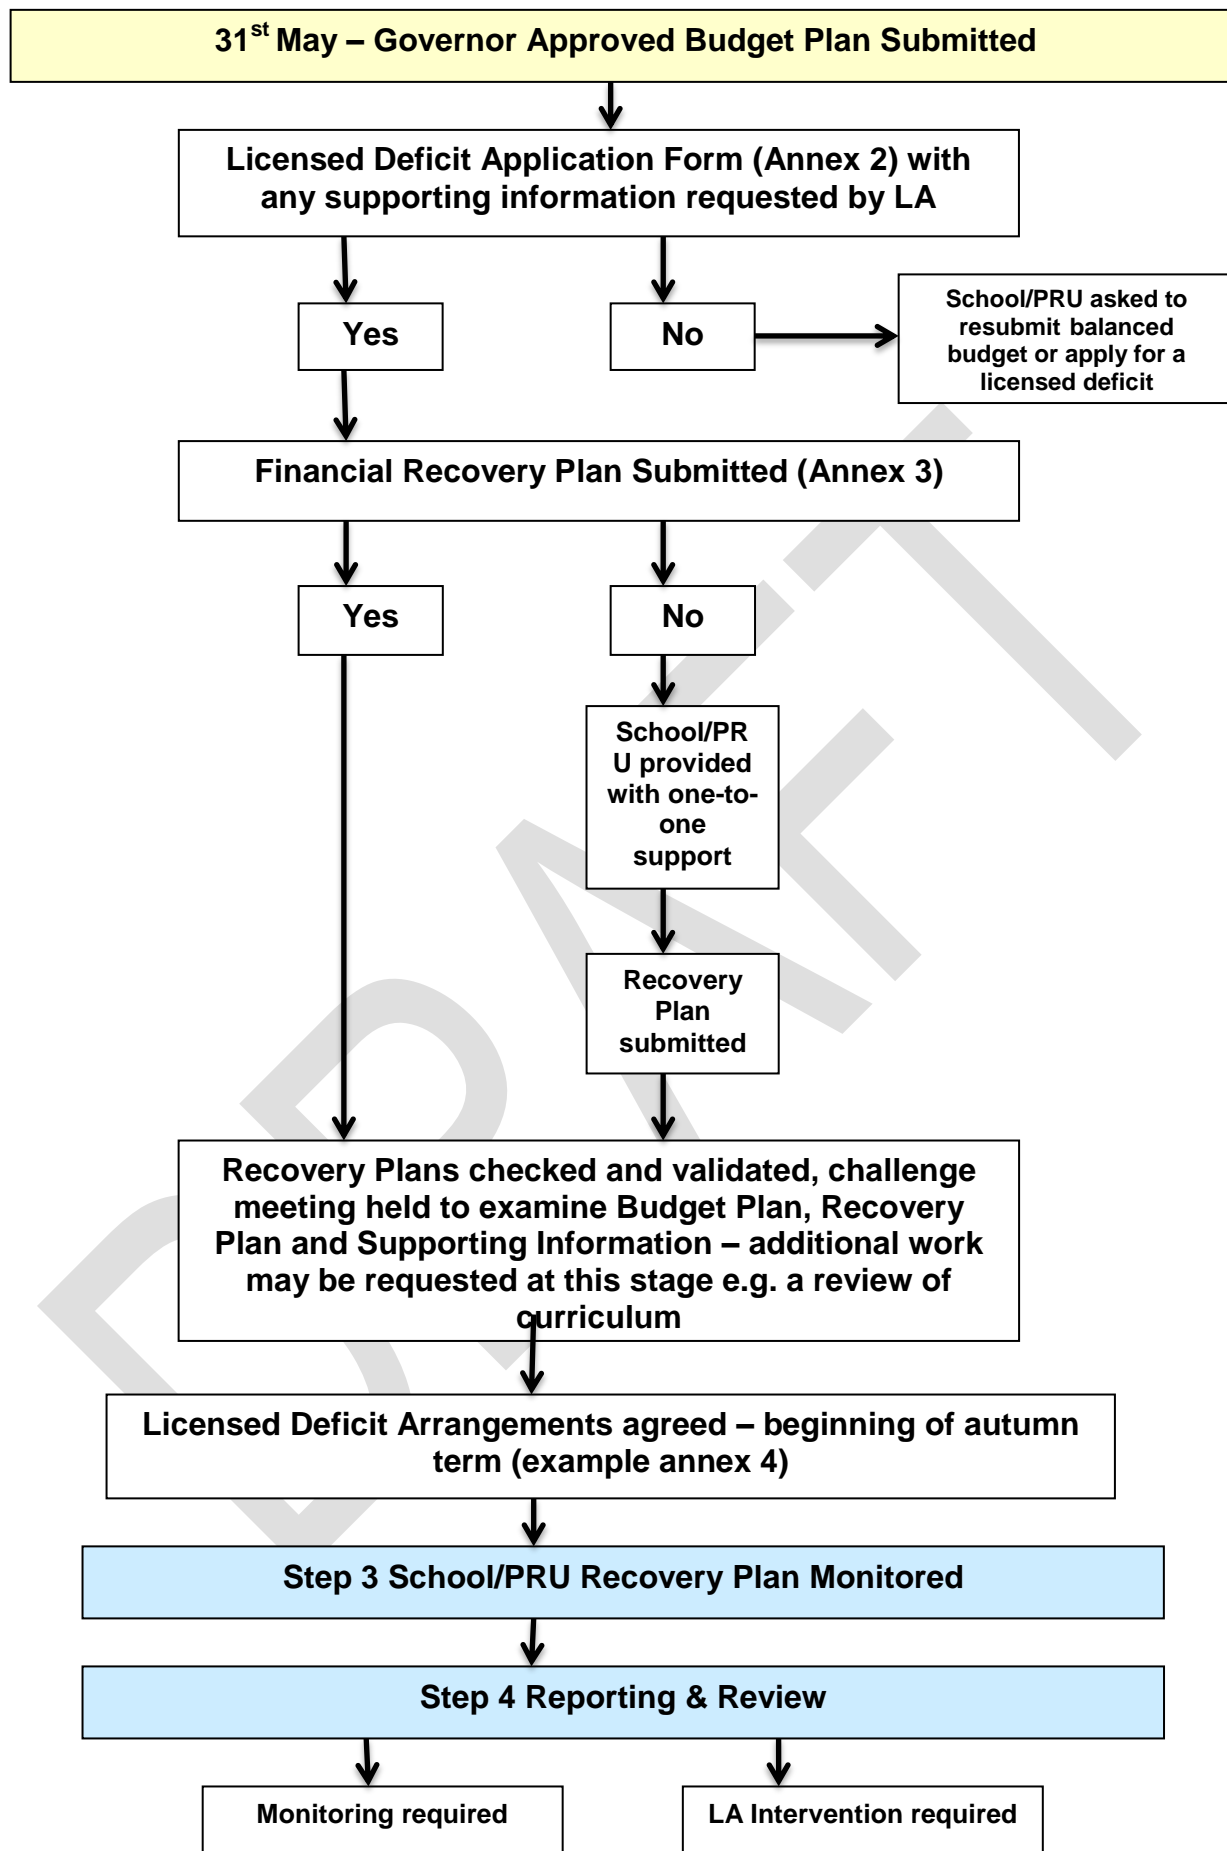 31st May – Governor Approved Budget Plan Submitted
Licensed Deficit Application Form (Annex 2) with
any supporting information requested by LA
Yes
No
School/PRU asked to
resubmit balanced
budget or apply for a
licensed deficit
Financial Recovery Plan Submitted (Annex 3)
Yes
No
School/PR
U provided
with one-to-
one
support
Recovery
Plan
submitted
Recovery Plans checked and validated, challenge
meeting held to examine Budget Plan, Recovery
Plan and Supporting Information – additional work
may be requested at this stage e.g. a review of
curriculum
Licensed Deficit Arrangements agreed – beginning of autumn
term (example annex 4)
Step 3 School/PRU Recovery Plan Monitored
Step 4 Reporting & Review
Monitoring required
LA Intervention required
DRAFT